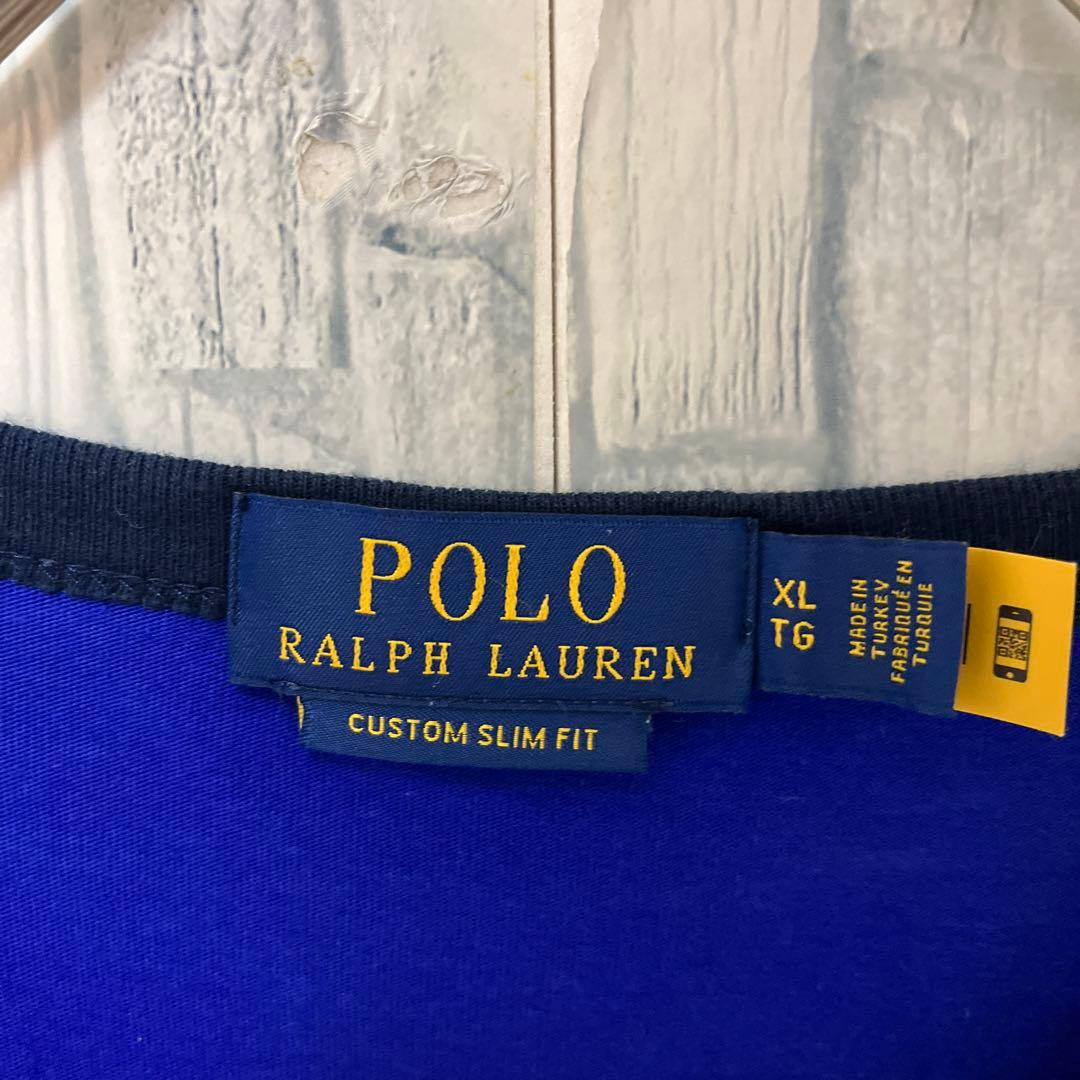 POLO
RALPH LAUREN
CUSTOM SLIM FIT
XL
TG
MADE IN
TURKEY
FABRIQUÉ EN
TURQUIE